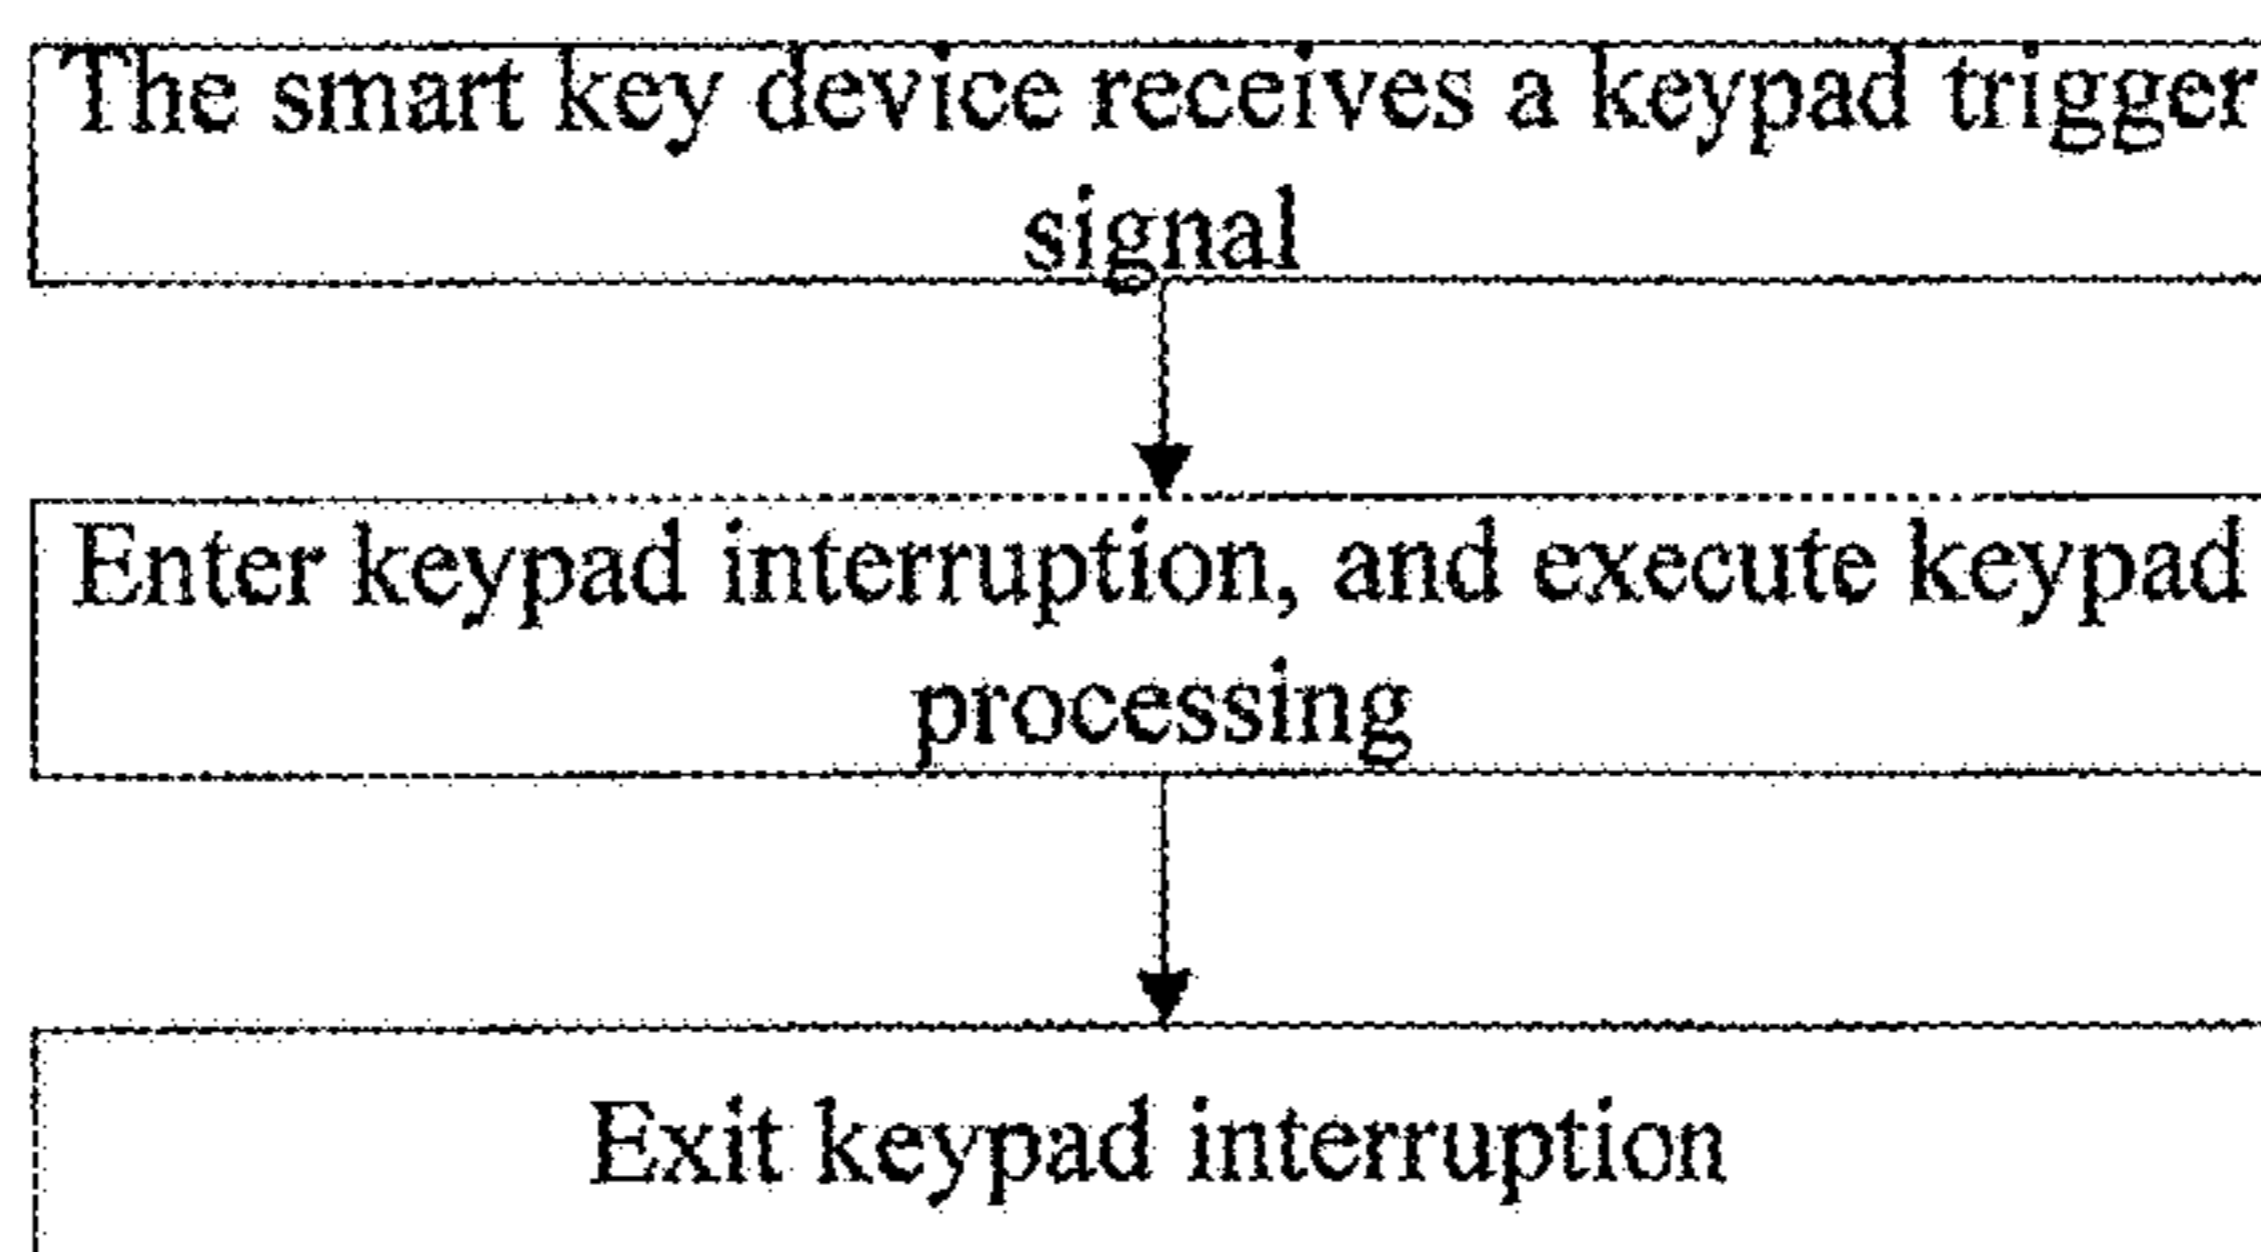 The smart key device receives a keypad trigger
signal
Enter keypad interruption, and execute keypad
processing
Exit keypad interruption